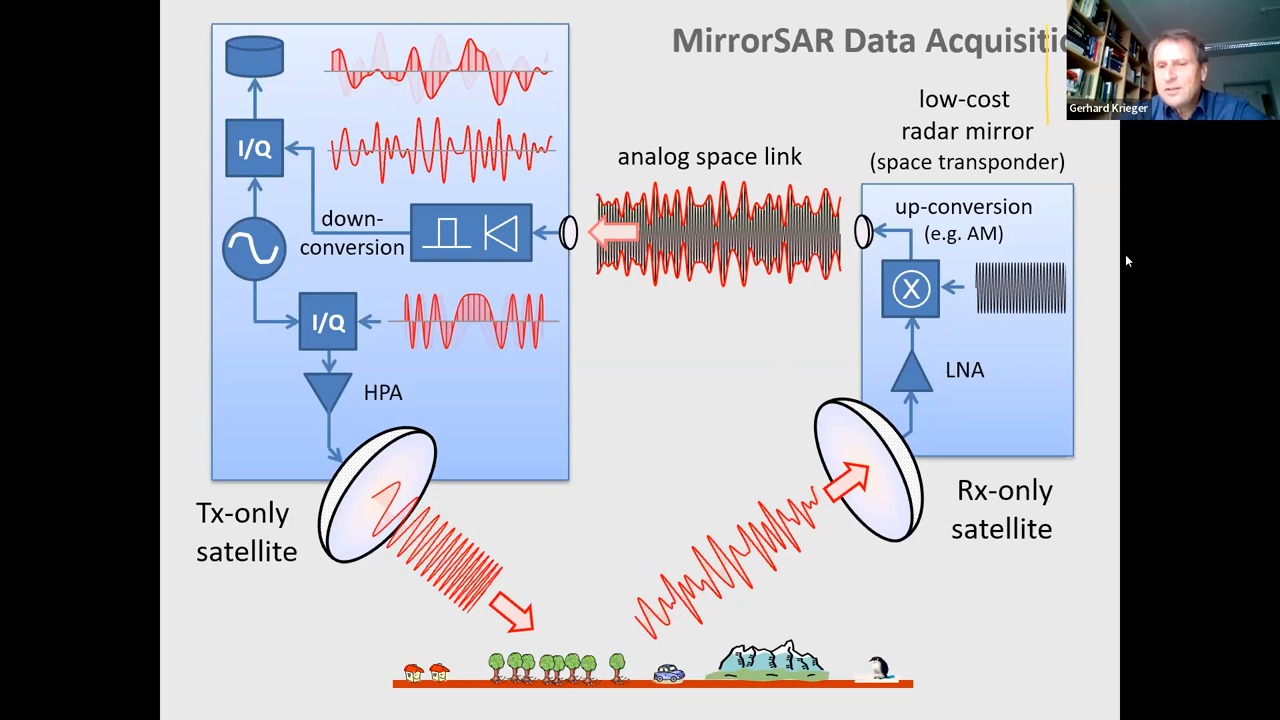 MirrorSAR Data Acquisitio
Gerhard Krieger
low-cost
radar mirror
(space transponder)
analog space link
I/Q
down-
conversion
up-conversion
(e.g. AM)
X
I/Q
HPA
LNA
Tx-only
satellite
Rx-only
satellite